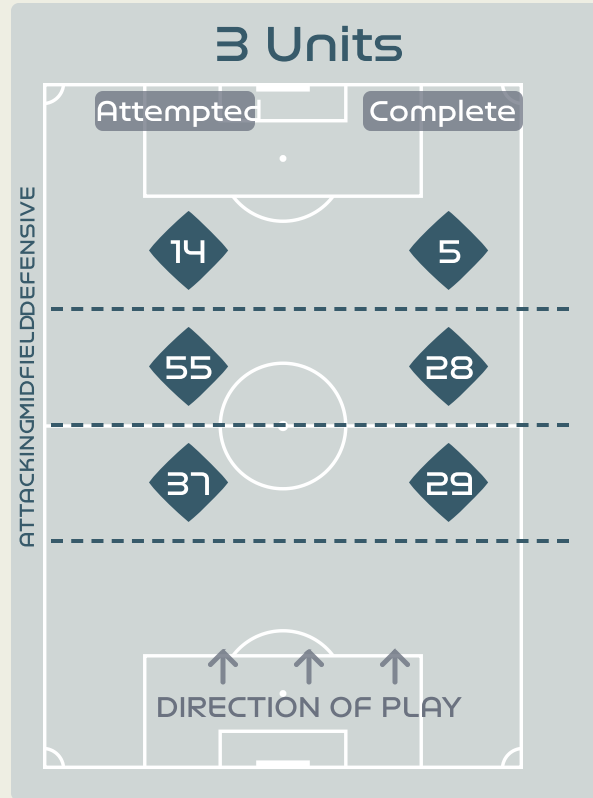 3 Units
Attempted Complete
14 5
55 28
37 29
ATTACKINGMIDFIELDDEFENSIVE
DIRECTION OF PLAY